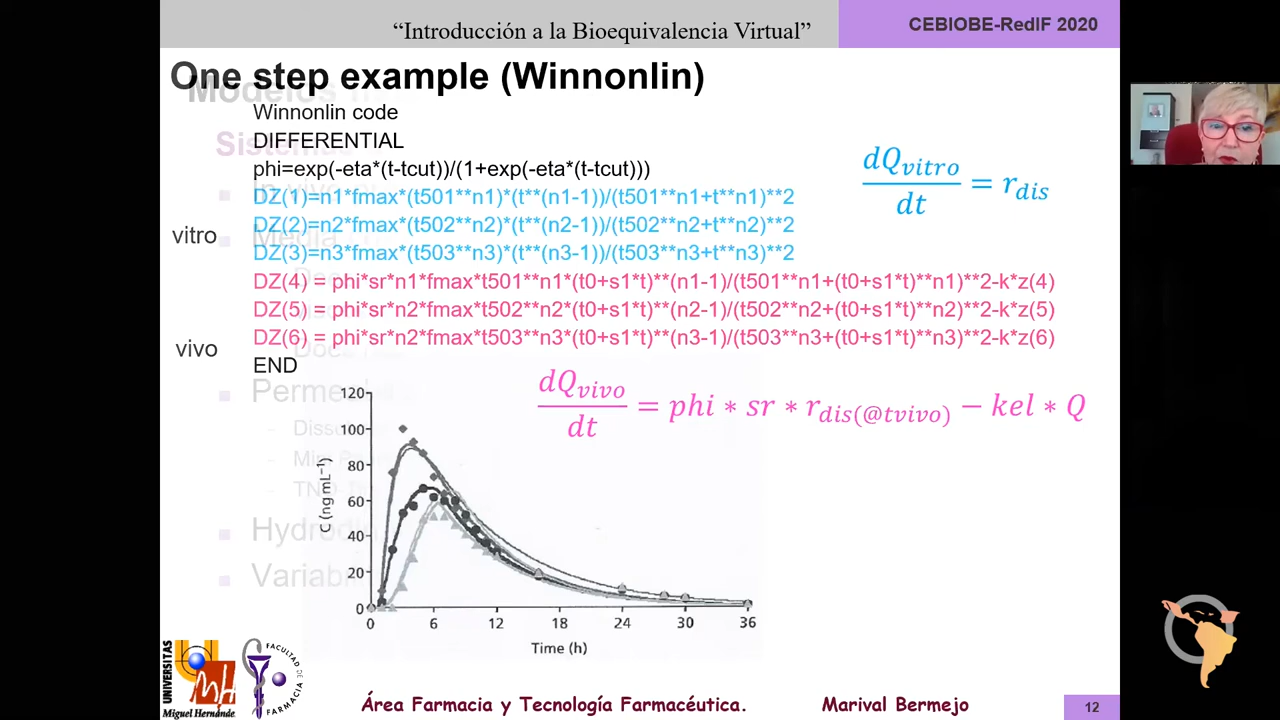 “Introducción a la Bioequivalencia Virtual”
CEBIOBE-RedIF 2020
One step example (Winnonlin)
Winnonlin code
DIFFERENTIAL
phi=exp(-eta*(t-tcut))/(1+exp(-eta*(t-tcut)))
DZ(1)=n1*fmax*(t501**n1)*(t**(n1-1))/(t501**n1+t**n1)**2
DZ(2)=n2*fmax*(t502**n2)*(t**(n2-1))/(t502**n2+t**n2)**2
vitro
DZ(3)=n3*fmax*(t503**n3)*(t**(n3-1))/(t503**n3+t**n3)**2
DZ(4) = phi*sr*n1*fmax*t501**n1*(t0+s1*t)**(n1-1)/(t501**n1+(t0+s1*t)**n1)**2-k*z(4)
DZ(5) = phi*sr*n2*fmax*t502**n2*(t0+s1*t)**(n2-1)/(t502**n2+(t0+s1*t)**n2)**2-k*z(5)
DZ(6) = phi*sr*n2*fmax*t503**n3*(t0+s1*t)**(n3-1)/(t503**n3+(t0+s1*t)**n3)**2-k*z(6)
vivo
END
dQvitro/dt = rdis
dQvivo/dt = phi * sr * rdis(@tvivo) − kel * Q
C (ng mL⁻¹)
120
100
80
60
40
20
0
0 6 12 18 24 30 36
Time (h)
UNIVERSITAS
Miguel Hernández
FACULTAD DE FARMACIA
Área Farmacia y Tecnología Farmacéutica.
Marival Bermejo
12